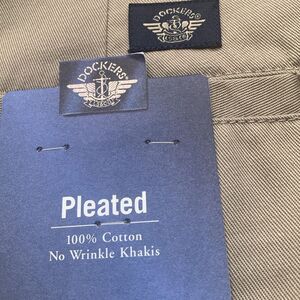 DOCKERS®
DOCKERS
Pleated
100% Cotton
No Wrinkle Khakis